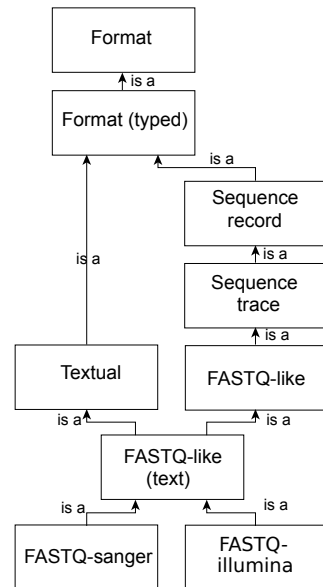 Format
is a
Format (typed)
is a
Sequence
record
is a
is a
Sequence
trace
is a
Textual
FASTQ-like
is a
is a
FASTQ-like
(text)
is a
is a
FASTQ-sanger
FASTQ-
illumina